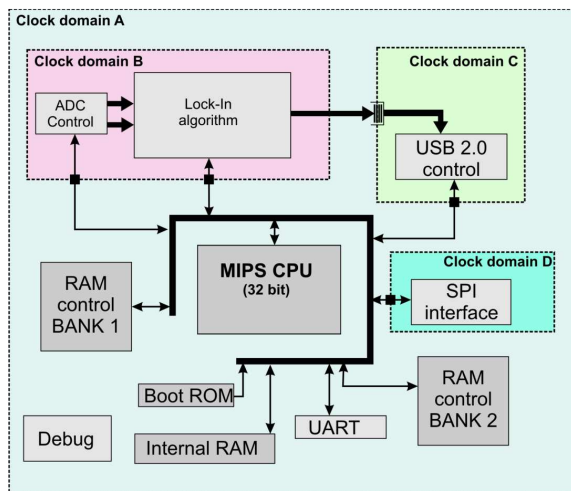 Clock domain A
Clock domain B
Clock domain C
ADC
Control
Lock-In
algorithm
USB 2.0
control
MIPS CPU
(32 bit)
Clock domain D
SPI
interface
RAM
control
BANK 1
Boot ROM
Internal RAM
UART
RAM
control
BANK 2
Debug